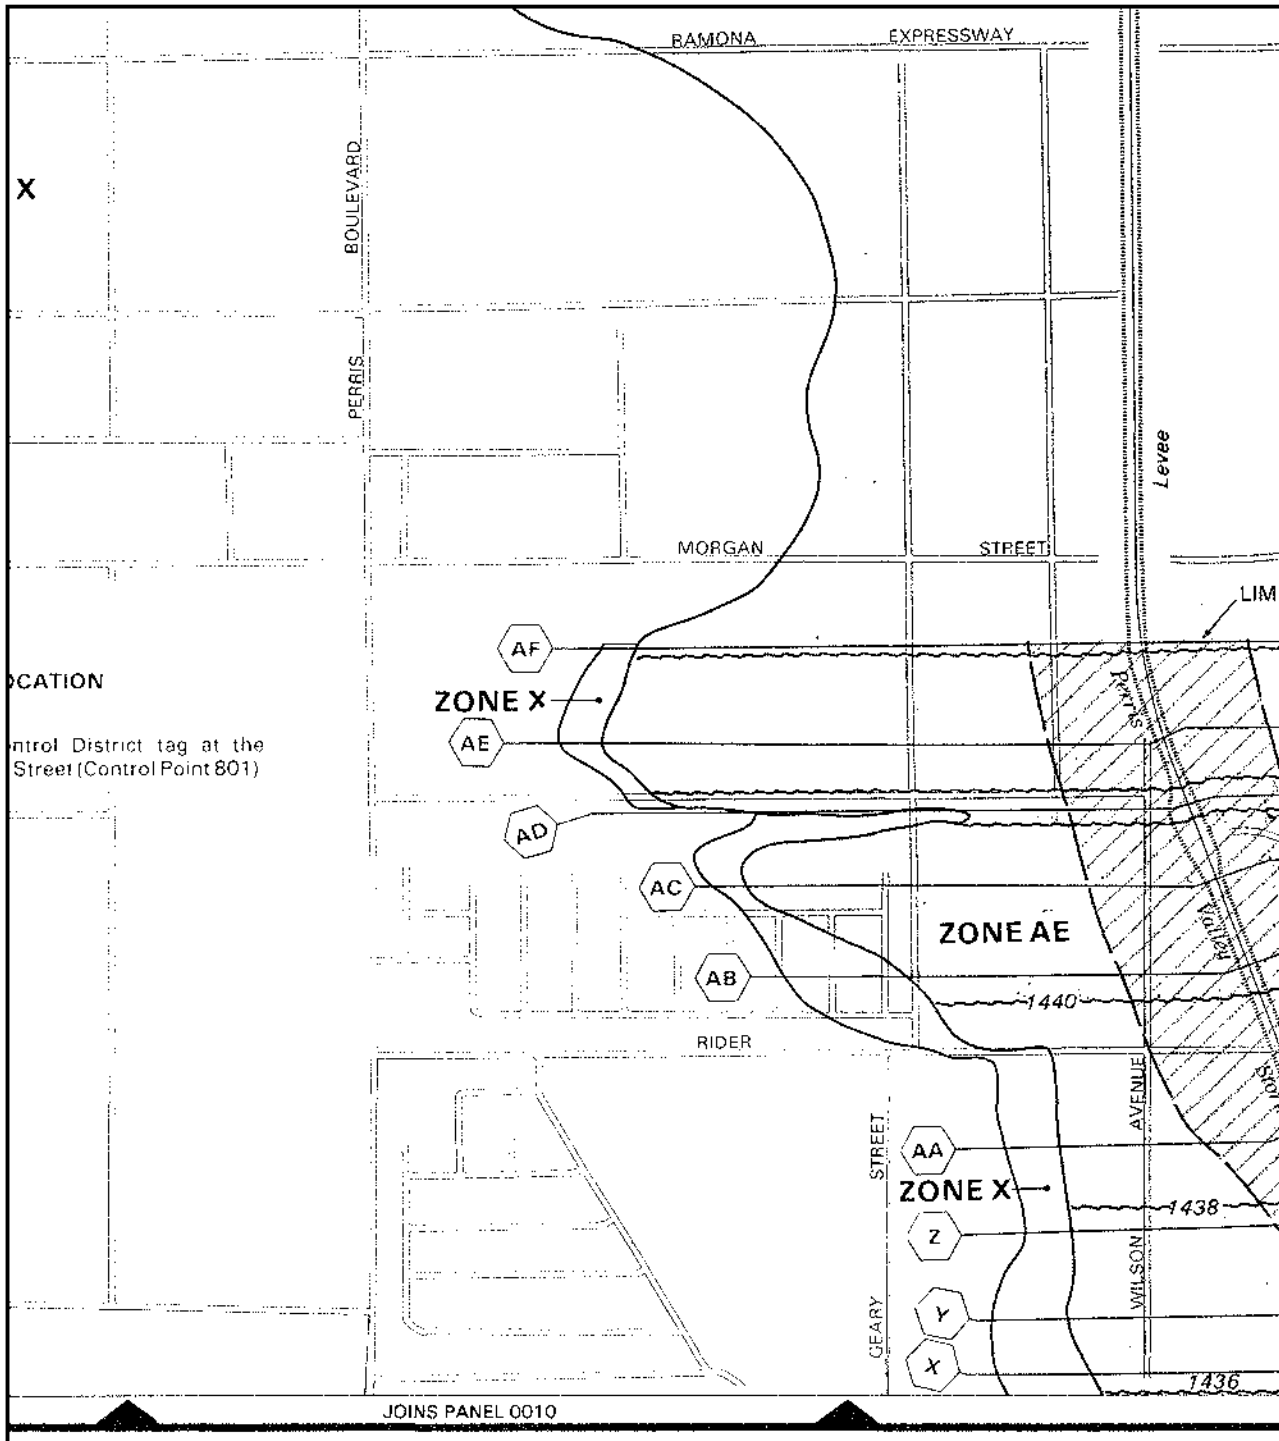 RAMONA EXPRESSWAY
BOULEVARD
X
PERRIS
Levee
MORGAN STREET
LIM
AF
OCATION
ZONE X
Perris
ntrol District tag at the
Street (Control Point 801)
AE
AD
AC
ZONE AE
Valley
AB
1440
RIDER
AVENUE
STREET
AA
ZONE X
1438
Z
WILSON
GEARY
Y
X
1436
JOINS PANEL 0010